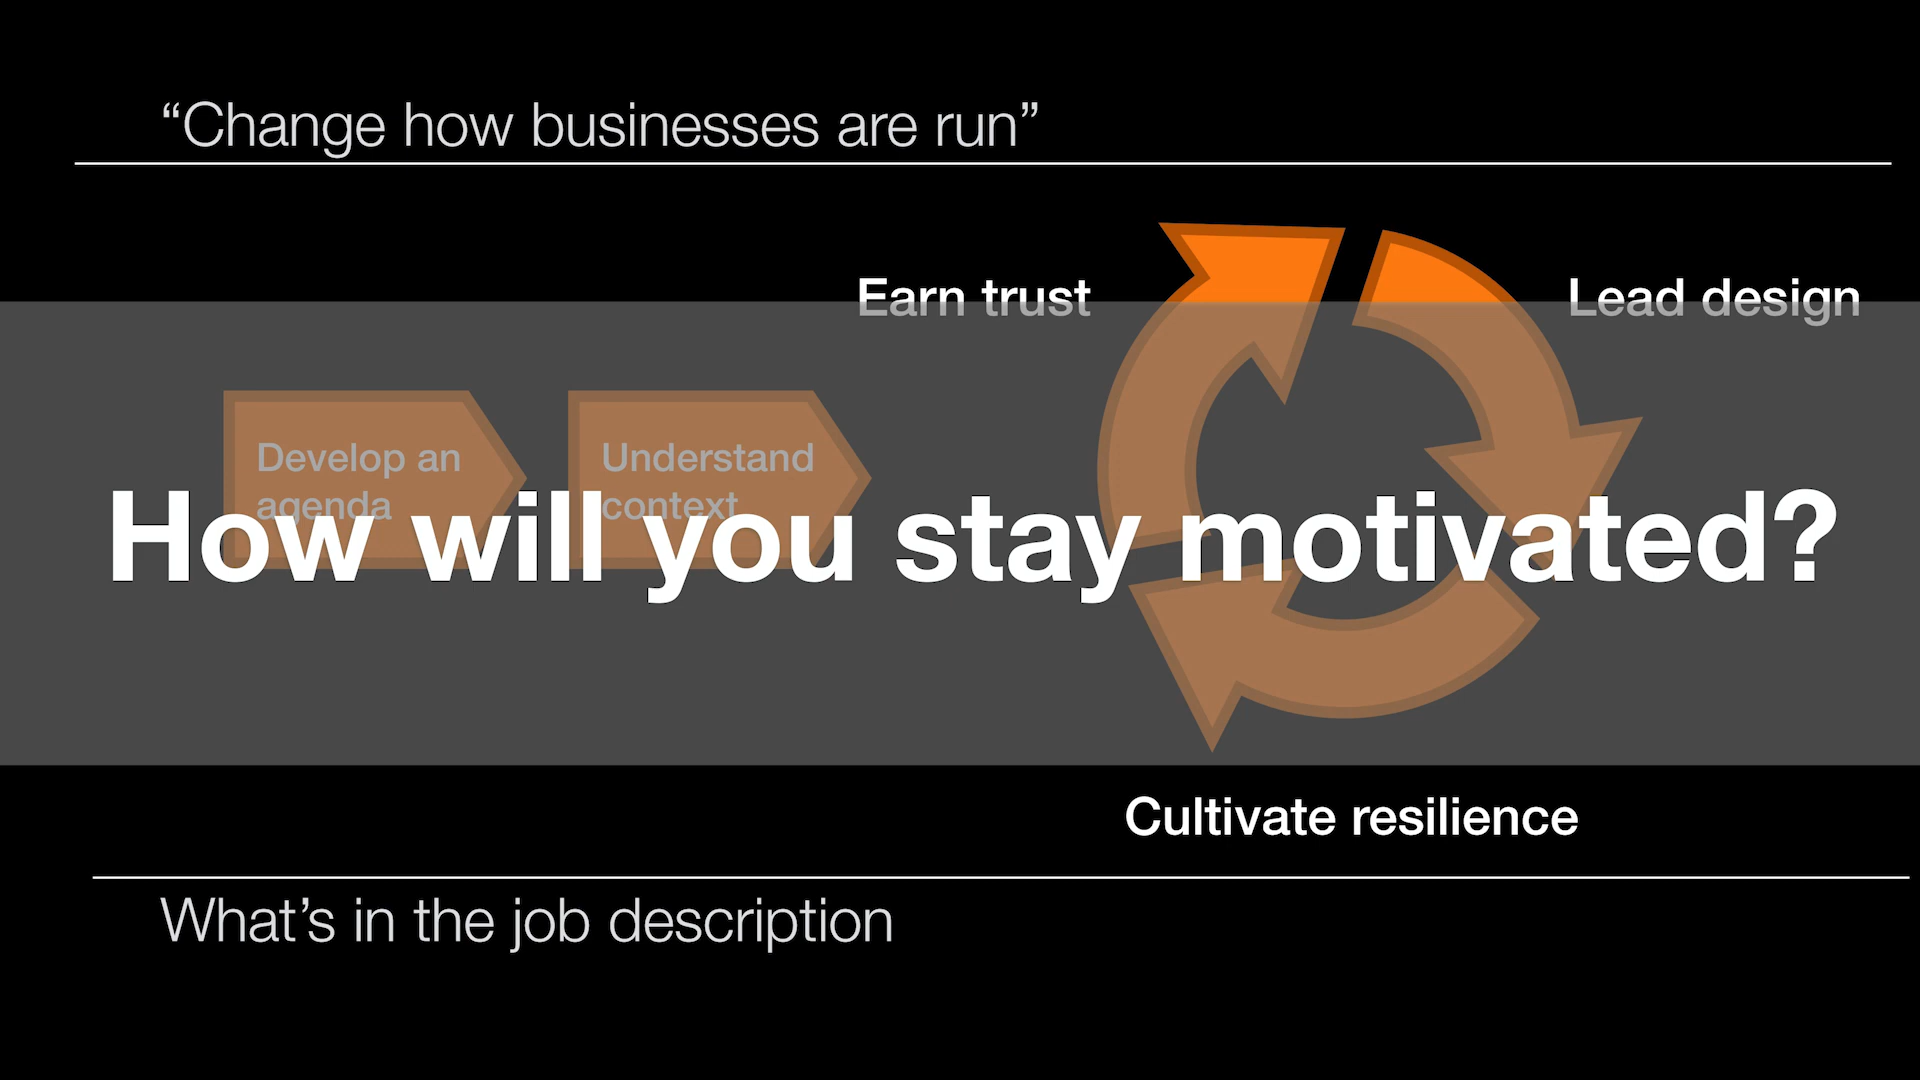 “Change how businesses are run”
Earn trust
Lead design
Develop an
agenda
Understand
context
How will you stay motivated?
Cultivate resilience
What’s in the job description